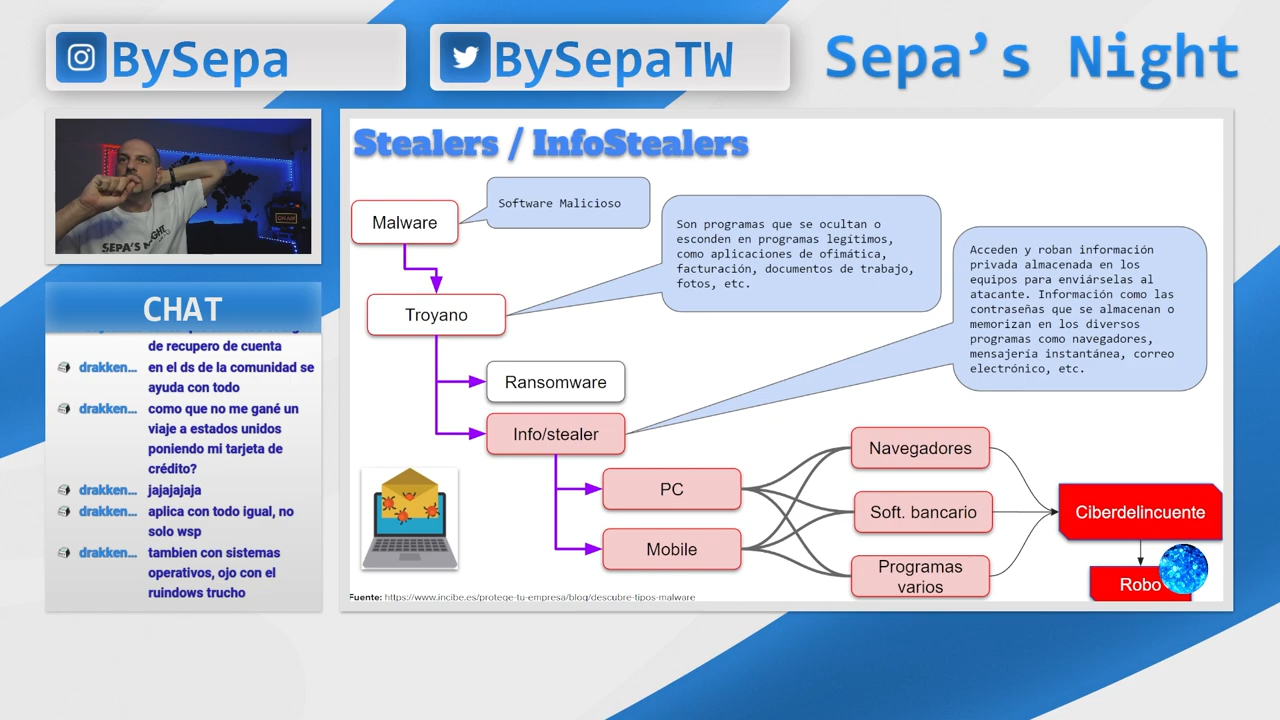 BySepa
BySepaTW
Sepa's Night
CHAT
de recupero de cuenta
drakken... en el ds de la comunidad se
ayuda con todo
drakken... como que no me gané un
viaje a estados unidos
poniendo mi tarjeta de
crédito?
drakken... jajajajaja
drakken... aplica con todo igual, no
solo wsp
drakken... tambien con sistemas
operativos, ojo con el
ruindows trucho
Stealers / InfoStealers
Malware
Software Malicioso
Troyano
Son programas que se ocultan o
esconden en programas legítimos,
como aplicaciones de ofimática,
facturación, documentos de trabajo,
fotos, etc.
Acceden y roban información
privada almacenada en los
equipos para enviárselas al
atacante. Información como las
contraseñas que se almacenan o
memorizan en los diversos
programas como navegadores,
mensajería instantánea, correo
electrónico, etc.
Ransomware
Info/stealer
PC
Mobile
Navegadores
Soft. bancario
Programas
varios
Ciberdelincuente
Robo
Fuente: https://www.incibe.es/protege-tu-empresa/blog/descubre-tipos-malware
SEPA'S NIGHT